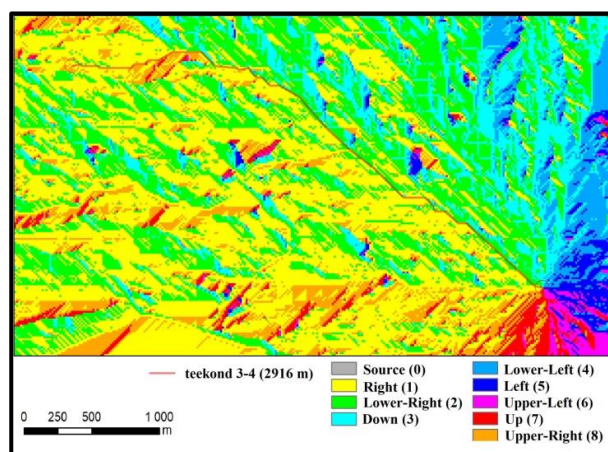 teekond 3-4 (2916 m)
Source (0)
Right (1)
Lower-Right (2)
Down (3)
Lower-Left (4)
Left (5)
Upper-Left (6)
Up (7)
Upper-Right (8)
0 250 500 1 000
m